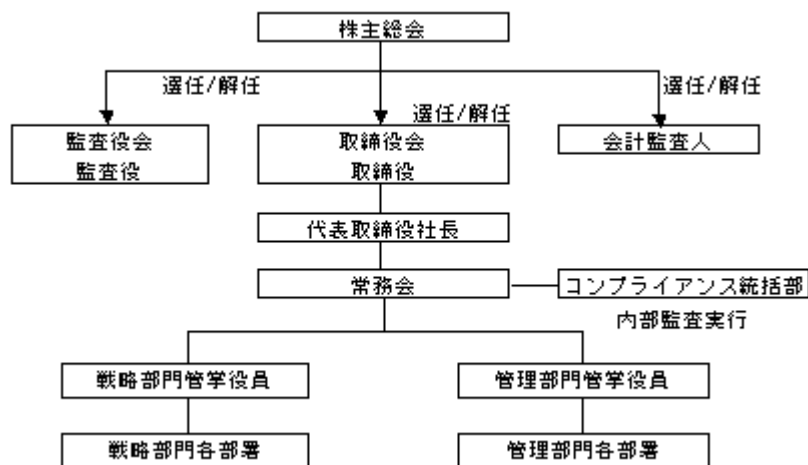 株主総会
選任/解任
選任/解任
選任/解任
監査役会
監査役
取締役会
取締役
会計監査人
代表取締役社長
常務会
コンプライアンス統括部
内部監査実行
戦略部門管掌役員
管理部門管掌役員
戦略部門各部署
管理部門各部署